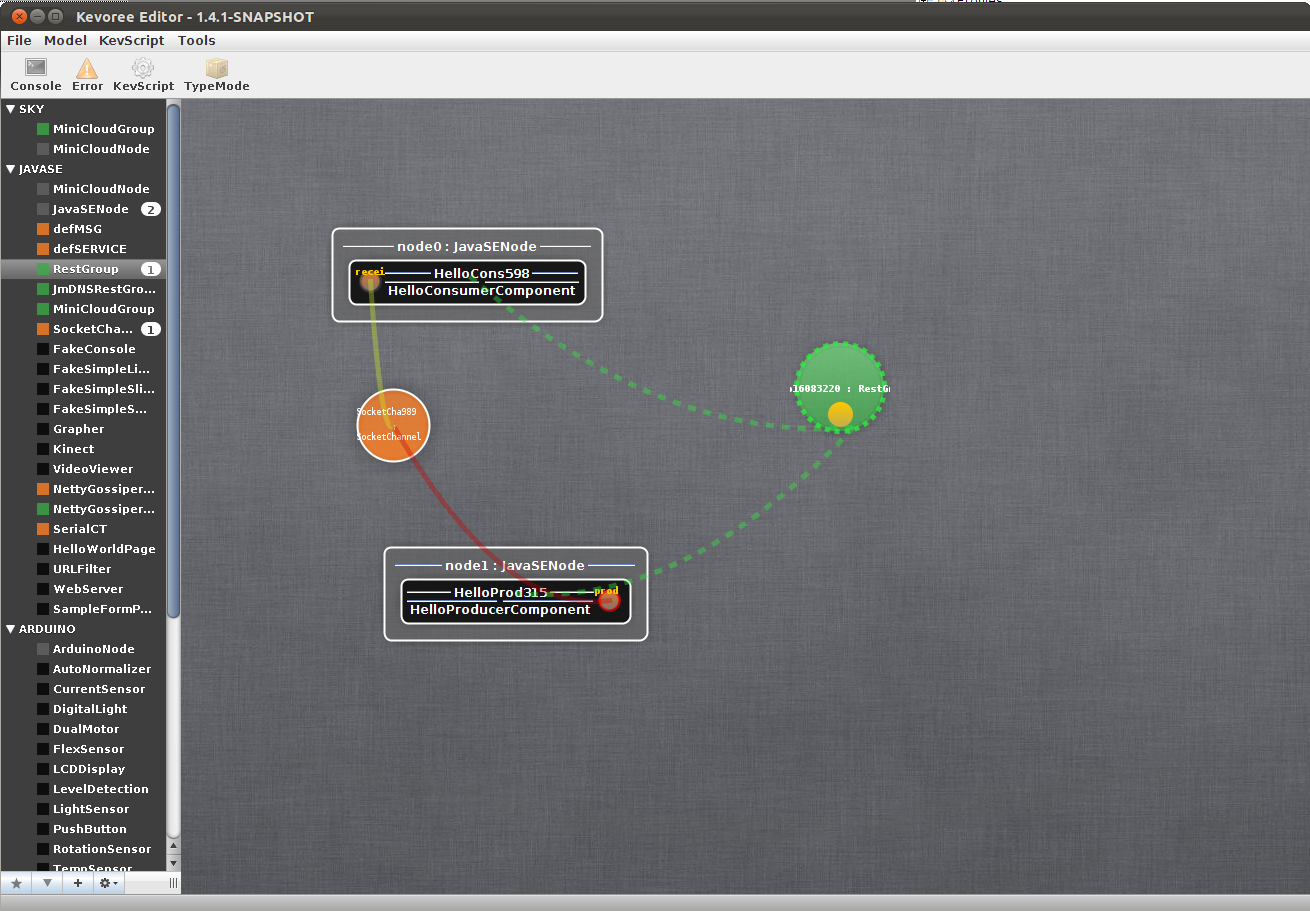 Kevoree Editor - 1.4.1-SNAPSHOT
File Model KevScript Tools
Console Error KevScript TypeMode
SKY
MiniCloudGroup
MiniCloudNode
JAVASE
MiniCloudNode
JavaSENode 2
defMSG
defSERVICE
RestGroup 1
JmDNSRestGro...
MiniCloudGroup
SocketCha... 1
FakeConsole
FakeSimpleLi...
FakeSimpleSli...
FakeSimpleS...
Grapher
Kinect
VideoViewer
NettyGossiper...
NettyGossiper...
SerialCT
HelloWorldPage
URLFilter
WebServer
SampleFormP...
ARDUINO
ArduinoNode
AutoNormalizer
CurrentSensor
DigitalLight
DualMotor
FlexSensor
LCDDisplay
LevelDetection
LightSensor
PushButton
RotationSensor
TempSensor
node0 : JavaSENode
recei
HelloCons598
HelloConsumerComponent
16083220 : RestG
SocketCha989
:
SocketChannel
node1 : JavaSENode
HelloProd315
prod
HelloProducerComponent